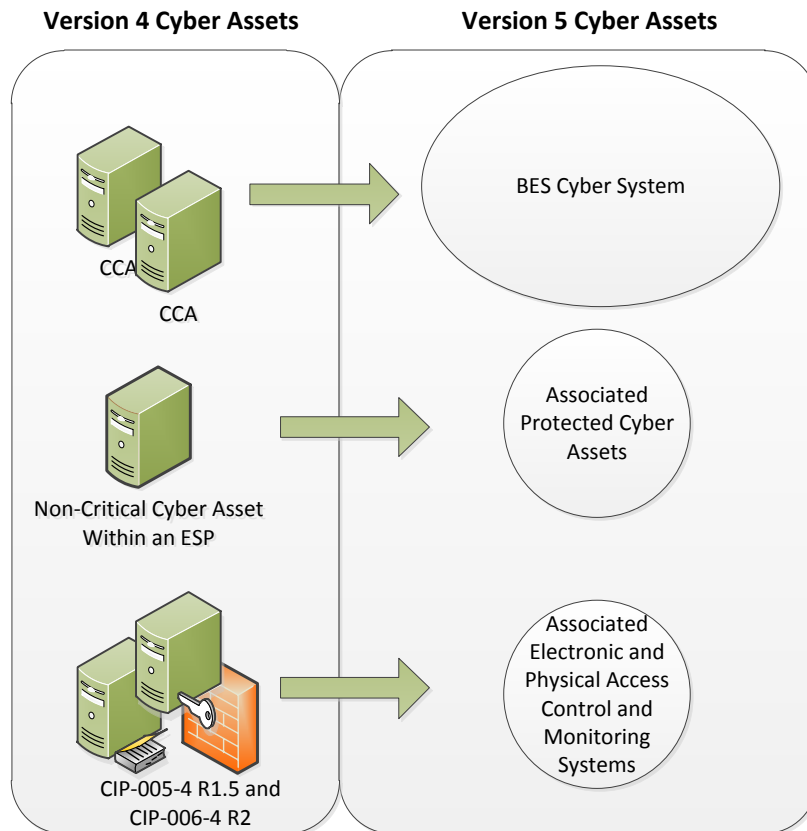 Version 4 Cyber Assets
Version 5 Cyber Assets
CCA
CCA
BES Cyber System
Non-Critical Cyber Asset
Within an ESP
Associated
Protected Cyber
Assets
CIP-005-4 R1.5 and
CIP-006-4 R2
Associated
Electronic and
Physical Access
Control and
Monitoring
Systems